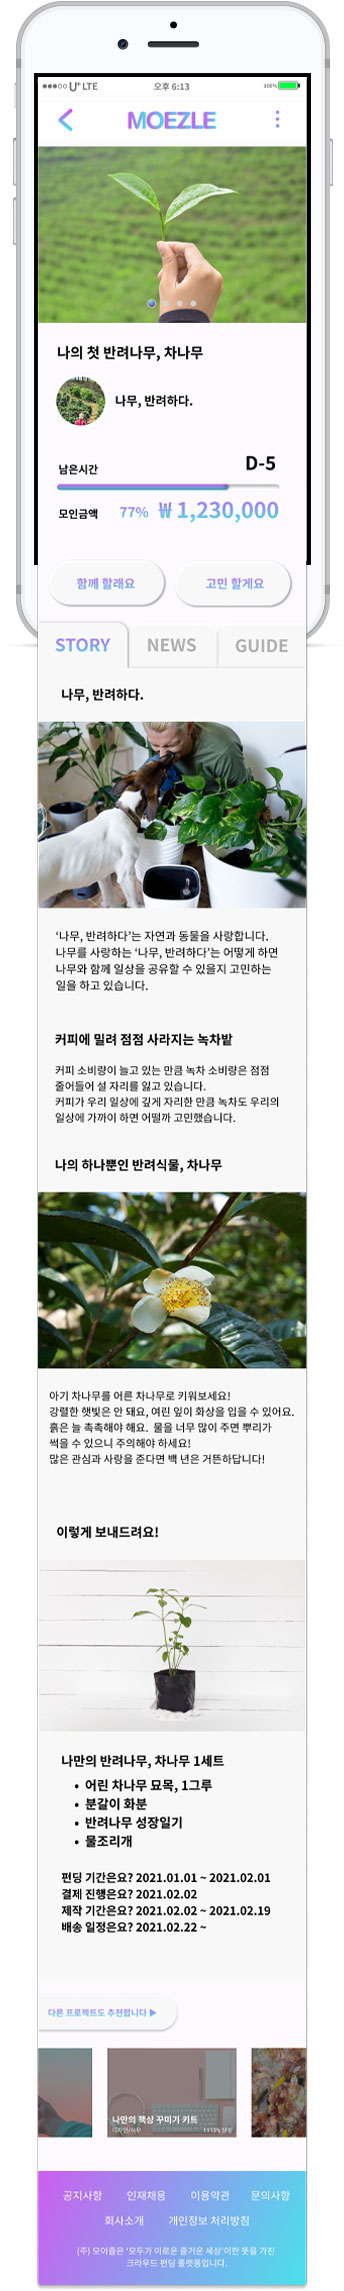 U+ LTE
오후 6:13
100%
MOEZLE
나의 첫 반려나무, 차나무
나무, 반려하다.
남은시간 D-5
모인금액 77% ₩ 1,230,000
함께 할래요 고민 할게요
STORY NEWS GUIDE
나무, 반려하다.
‘나무, 반려하다’는 자연과 동물을 사랑합니다.
나무를 사랑하는 ‘나무, 반려하다’는 어떻게 하면
나무와 함께 일상을 공유할 수 있을지 고민하는
일을 하고 있습니다.
커피에 밀려 점점 사라지는 녹차밭
커피 소비량이 늘고 있는 만큼 녹차 소비량은 점점
줄어들어 설 자리를 잃고 있습니다.
커피가 우리 일상에 깊게 자리한 만큼 녹차도 우리의
일상에 가까이 하면 어떨까 고민했습니다.
나의 하나뿐인 반려식물, 차나무
아기 차나무를 어른 차나무로 키워보세요!
강렬한 햇빛은 안 돼요, 여린 잎이 화상을 입을 수 있어요.
흙은 늘 촉촉해야 해요. 물을 너무 많이 주면 뿌리가
썩을 수 있으니 주의해야 하세요!
많은 관심과 사랑을 준다면 백 년은 거뜬하답니다!
이렇게 보내드려요!
나만의 반려나무, 차나무 1세트
• 어린 차나무 묘목, 1그루
• 분갈이 화분
• 반려나무 성장일기
• 물조리개
펀딩 기간은요? 2021.01.01 ~ 2021.02.01
결제 진행은요? 2021.02.02
제작 기간은요? 2021.02.02 ~ 2021.02.19
배송 일정은요? 2021.02.22 ~
다른 프로젝트도 추천합니다 ▶
나만의 책상 꾸미기 키트
공지사항 인재채용 이용약관 문의사항
회사소개 개인정보 처리방침
(주) 모이즐은 ‘모두가 이로운 즐거운 세상’이란 뜻을 가진
크라우드 펀딩 플랫폼입니다.